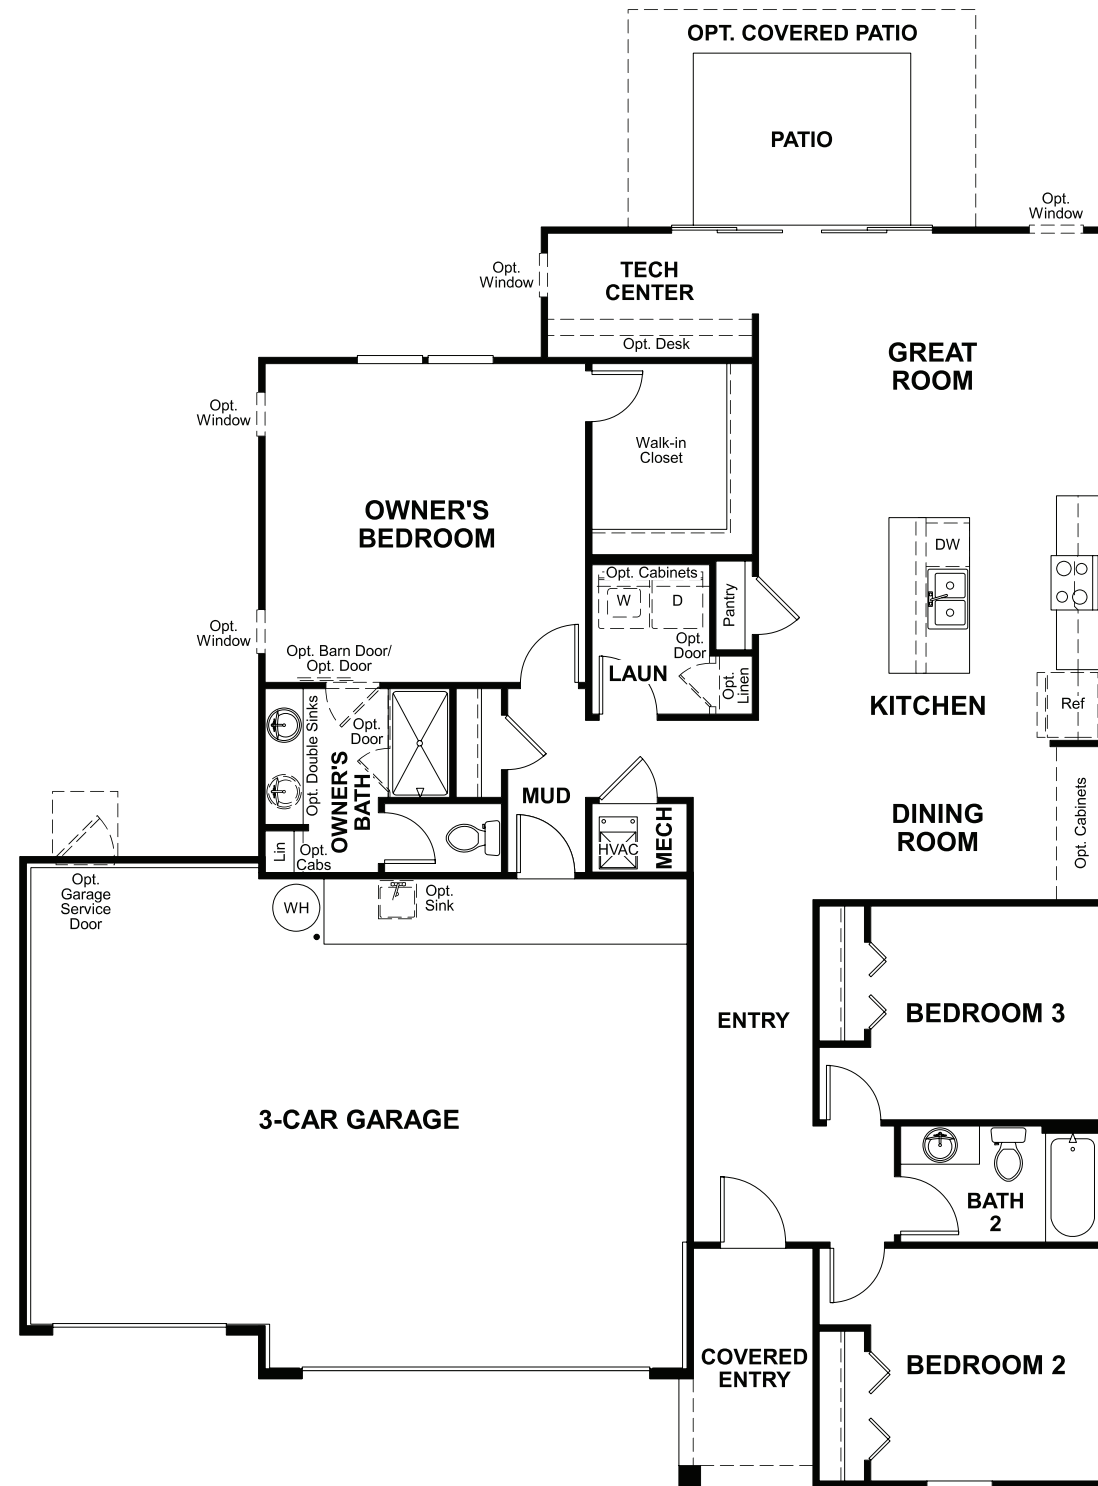 OPT. COVERED PATIO
PATIO
Opt.
Window
Opt.
Window
TECH
CENTER
Opt. Desk
GREAT
ROOM
Opt.
Window
Walk-in
Closet
OWNER'S
BEDROOM
DW
Opt. Cabinets
W
D
Pantry
Opt.
Window
Opt. Barn Door/
Opt. Door
Opt.
Door
LAUN
Opt.
Linen
KITCHEN
Ref
Opt. Double Sinks
Opt.
Door
OWNER'S
BATH
MUD
MECH
HVAC
DINING
ROOM
Opt. Cabinets
Lin
Opt.
Cabs
Opt.
Garage
Service
Door
WH
Opt.
Sink
ENTRY
BEDROOM 3
3-CAR GARAGE
BATH
2
COVERED
ENTRY
BEDROOM 2